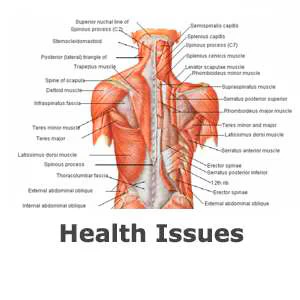 Superior nuchal line of
Spinous process (C2)
Sternocleidomastoid
Posterior (lateral) triangle of
Trapezius muscle
Spine of scapula
Deltoid muscle
Infraspinatus fascia
Teres minor muscle
Teres major
Latissimus dorsi muscle
Spinous process
Thoracolumbar fascia
External abdominal oblique
Internal abdominal oblique
Semispinalis capitis
Splenius capitis
Spinous process (C7)
Splenius cervicis muscle
Levator scapulae muscle
Rhomboideus minor muscle
Supraspinatus muscle
Serratus posterior superior
Rhomboideus major muscle
Teres minor and major
Latissimus dorsi muscle
Serratus anterior muscle
Erector spinae
Serratus posterior inferior
12th rib
Erector spinae
External abdominal oblique
Health Issues